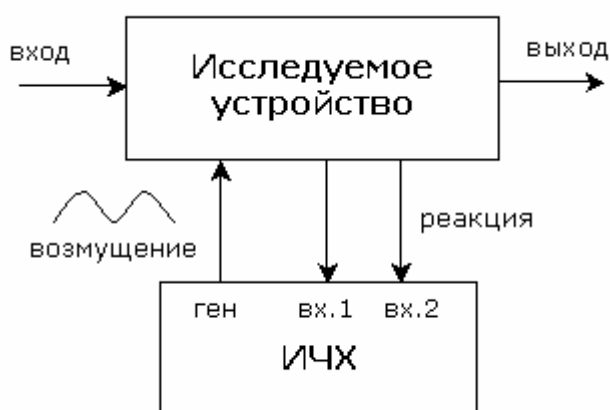 вход
Исследуемое
устройство
выход
возмущение
реакция
ген вх.1 вх.2
ИЧХ